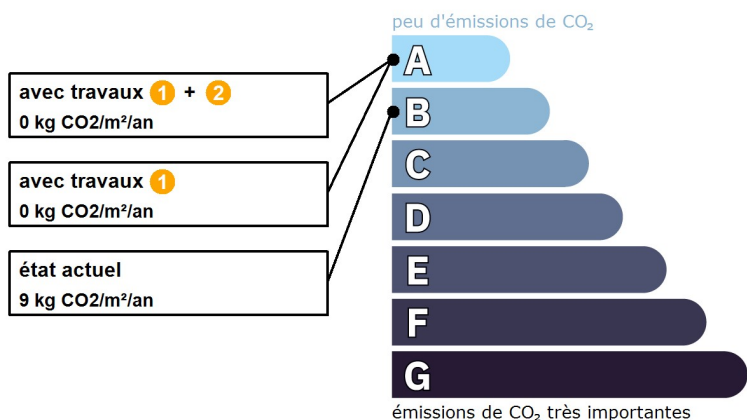 peu d'émissions de CO₂
avec travaux 1 + 2
0 kg CO2/m²/an
avec travaux 1
0 kg CO2/m²/an
état actuel
9 kg CO2/m²/an
A
B
C
D
E
F
G
émissions de CO₂ très importantes